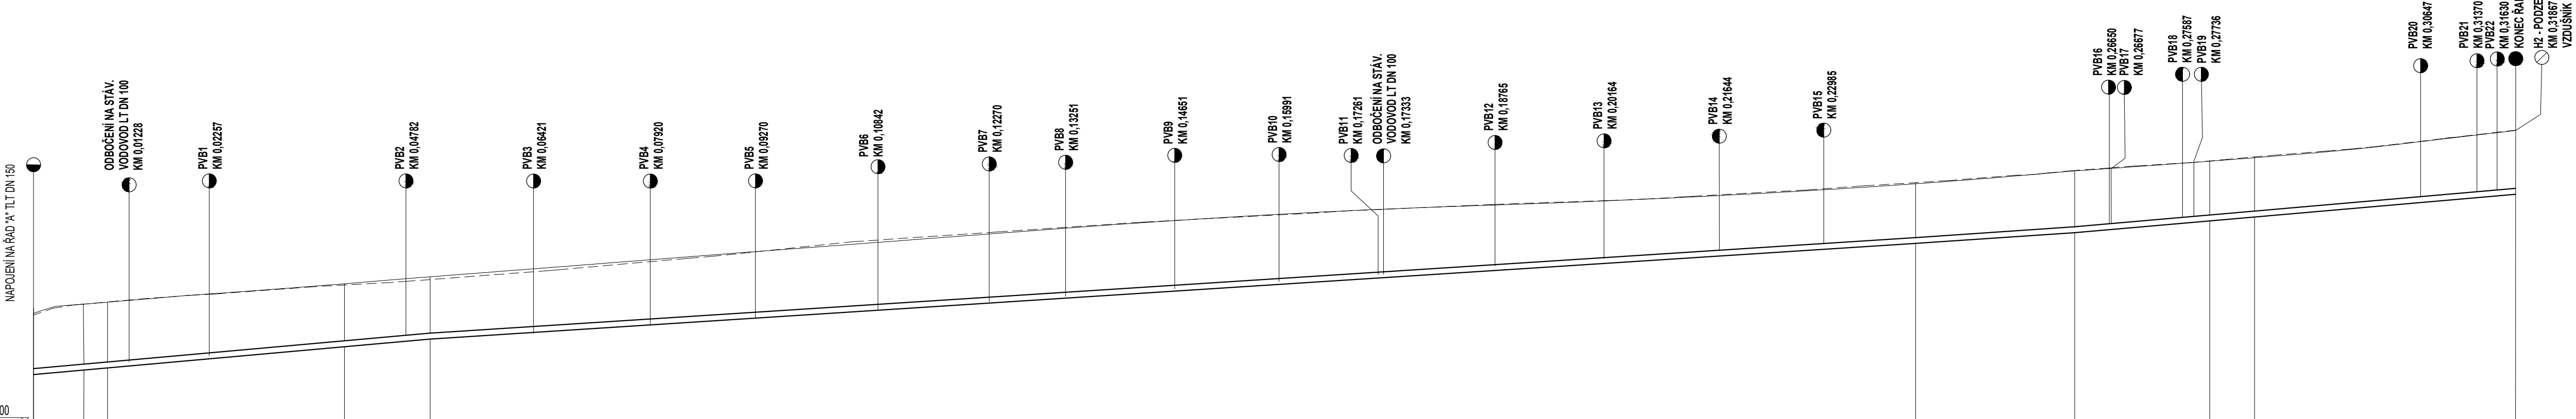 NAPOJENÍ NA ŘAD "A" TLT DN 150
ODBOČENÍ NA STÁV.
VODOVOD LT DN 100
KM 0,01228
PVB1
KM 0,02257
PVB2
KM 0,04782
PVB3
KM 0,06421
PVB4
KM 0,07920
PVB5
KM 0,09270
PVB6
KM 0,10842
PVB7
KM 0,12270
PVB8
KM 0,13251
PVB9
KM 0,14651
PVB10
KM 0,15991
PVB11
KM 0,17261
ODBOČENÍ NA STÁV.
VODOVOD LT DN 100
KM 0,17333
PVB12
KM 0,18765
PVB13
KM 0,20164
PVB14
KM 0,21644
PVB15
KM 0,22985
PVB16
KM 0,26650
PVB17
KM 0,26677
PVB18
KM 0,27587
PVB19
KM 0,27736
PVB20
KM 0,30647
PVB21
KM 0,31370
PVB22
KM 0,31630
KONEC
H2 -
KM 0,31867
VZDUŠNÍK
00